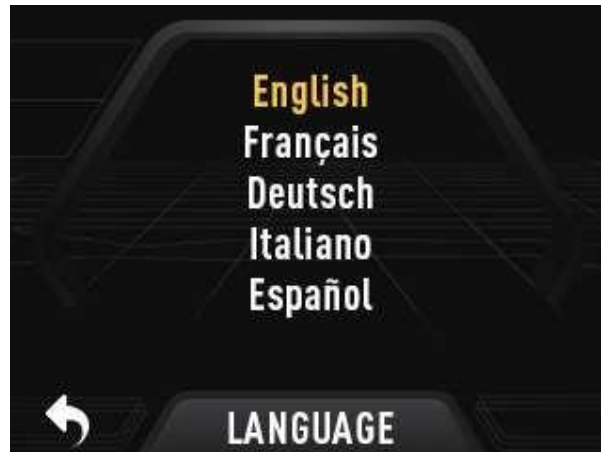 English
Français
Deutsch
Italiano
Español
LANGUAGE